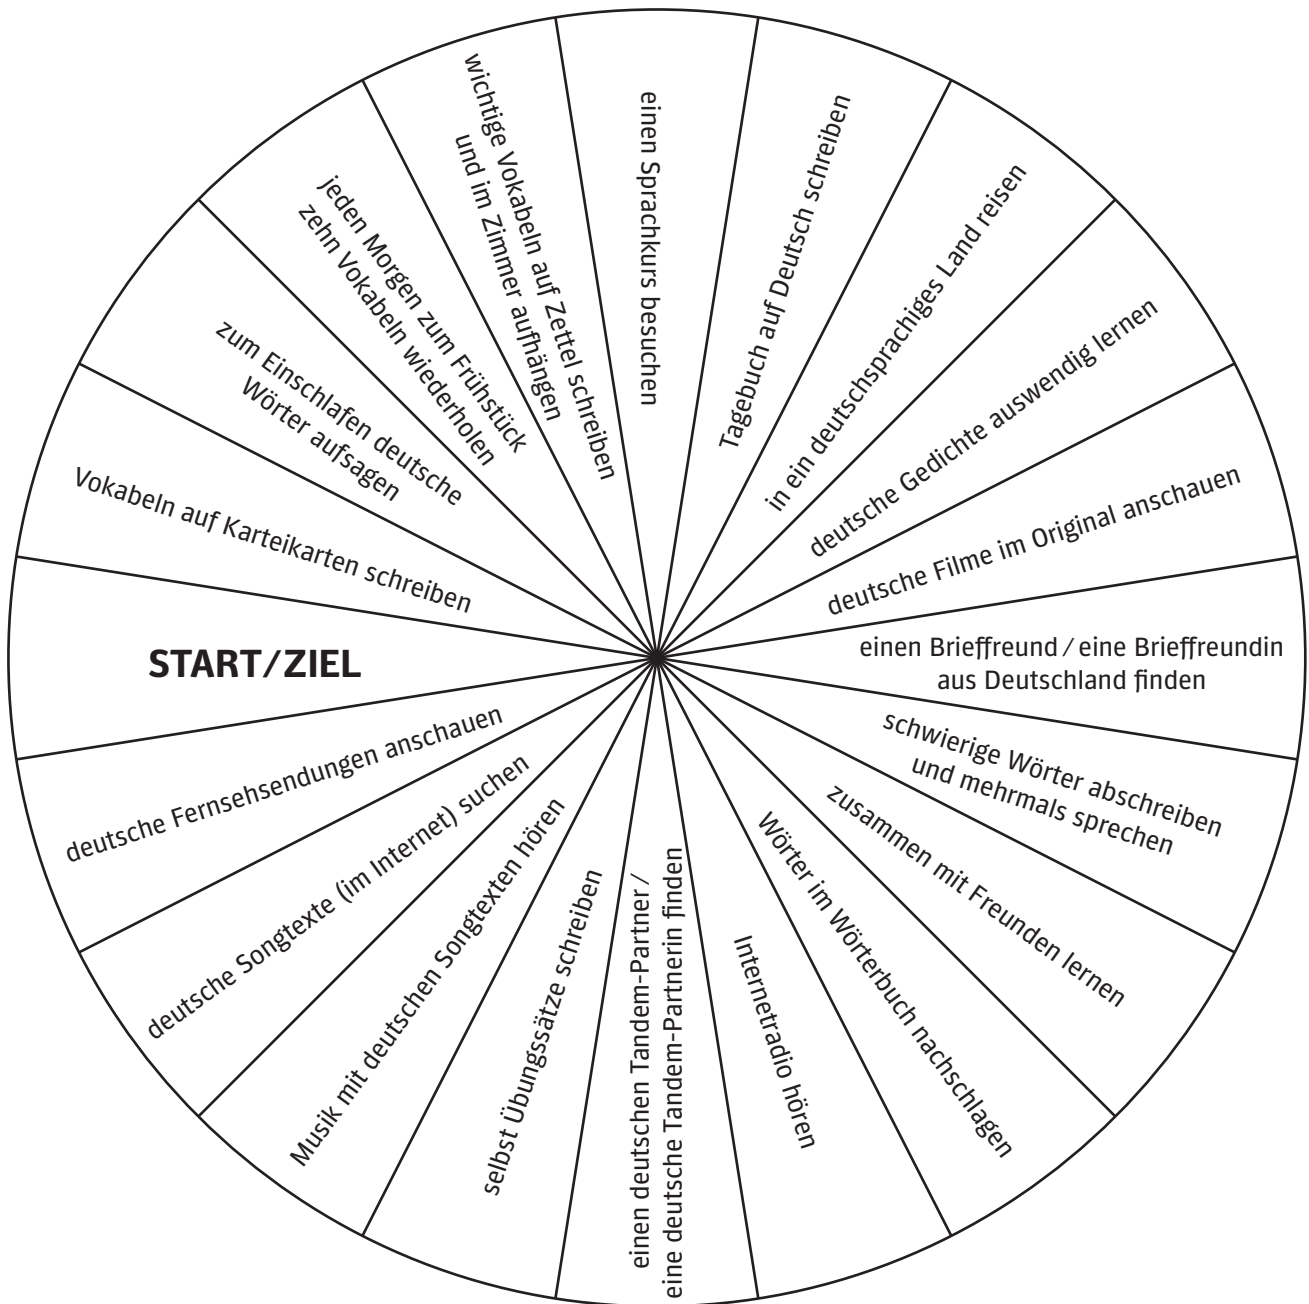 START/ZIEL
Vokabeln auf Karteikarten schreiben
zum Einschlafen deutsche
Wörter aufsagen
jeden Morgen zum Frühstück
zehn Vokabeln wiederholen
wichtige Vokabeln auf Zettel schreiben
und im Zimmer aufhängen
einen Sprachkurs besuchen
Tagebuch auf Deutsch schreiben
in ein deutschsprachiges Land reisen
deutsche Gedichte auswendig lernen
deutsche Filme im Original anschauen
einen Brieffreund / eine Brieffreundin
aus Deutschland finden
schwierige Wörter abschreiben
und mehrmals sprechen
zusammen mit Freunden lernen
Wörter im Wörterbuch nachschlagen
Internetradio hören
einen deutschen Tandem-Partner /
eine deutsche Tandem-Partnerin finden
selbst Übungssätze schreiben
Musik mit deutschen Songtexten hören
deutsche Songtexte (im Internet) suchen
deutsche Fernsehsendungen anschauen